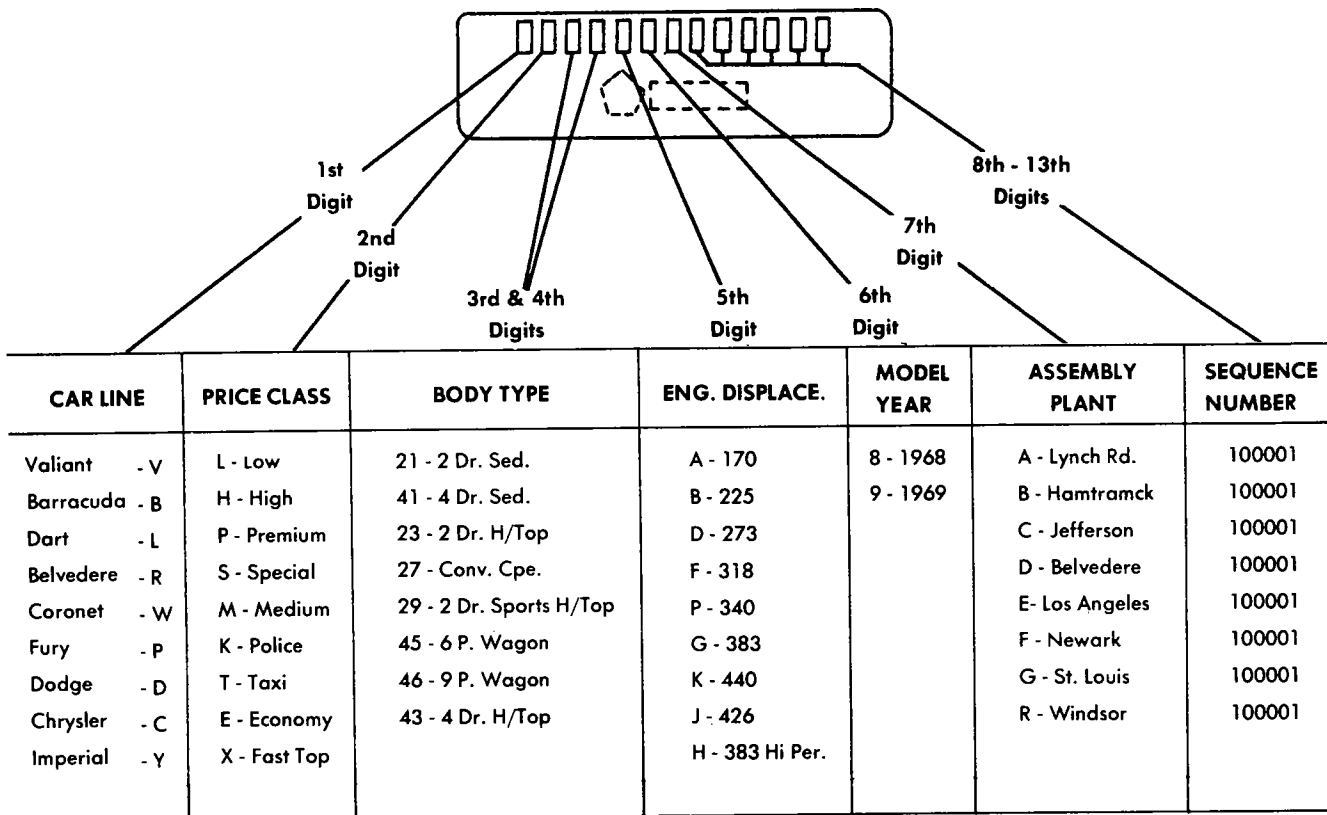 1st
Digit
2nd
Digit
3rd & 4th
Digits
5th
Digit
6th
Digit
7th
Digit
8th - 13th
Digits
CAR LINE PRICE CLASS BODY TYPE ENG. DISPLACE. MODEL YEAR ASSEMBLY PLANT SEQUENCE NUMBER
Valiant - V L - Low 21 - 2 Dr. Sed. A - 170 8 - 1968 A - Lynch Rd. 100001
Barracuda - B H - High 41 - 4 Dr. Sed. B - 225 9 - 1969 B - Hamtramck 100001
Dart - L P - Premium 23 - 2 Dr. H/Top D - 273 C - Jefferson 100001
Belvedere - R S - Special 27 - Conv. Cpe. F - 318 D - Belvedere 100001
Coronet - W M - Medium 29 - 2 Dr. Sports H/Top P - 340 E- Los Angeles 100001
Fury - P K - Police 45 - 6 P. Wagon G - 383 F - Newark 100001
Dodge - D T - Taxi 46 - 9 P. Wagon K - 440 G - St. Louis 100001
Chrysler - C E - Economy 43 - 4 Dr. H/Top J - 426 R - Windsor 100001
Imperial - Y X - Fast Top H - 383 Hi Per.